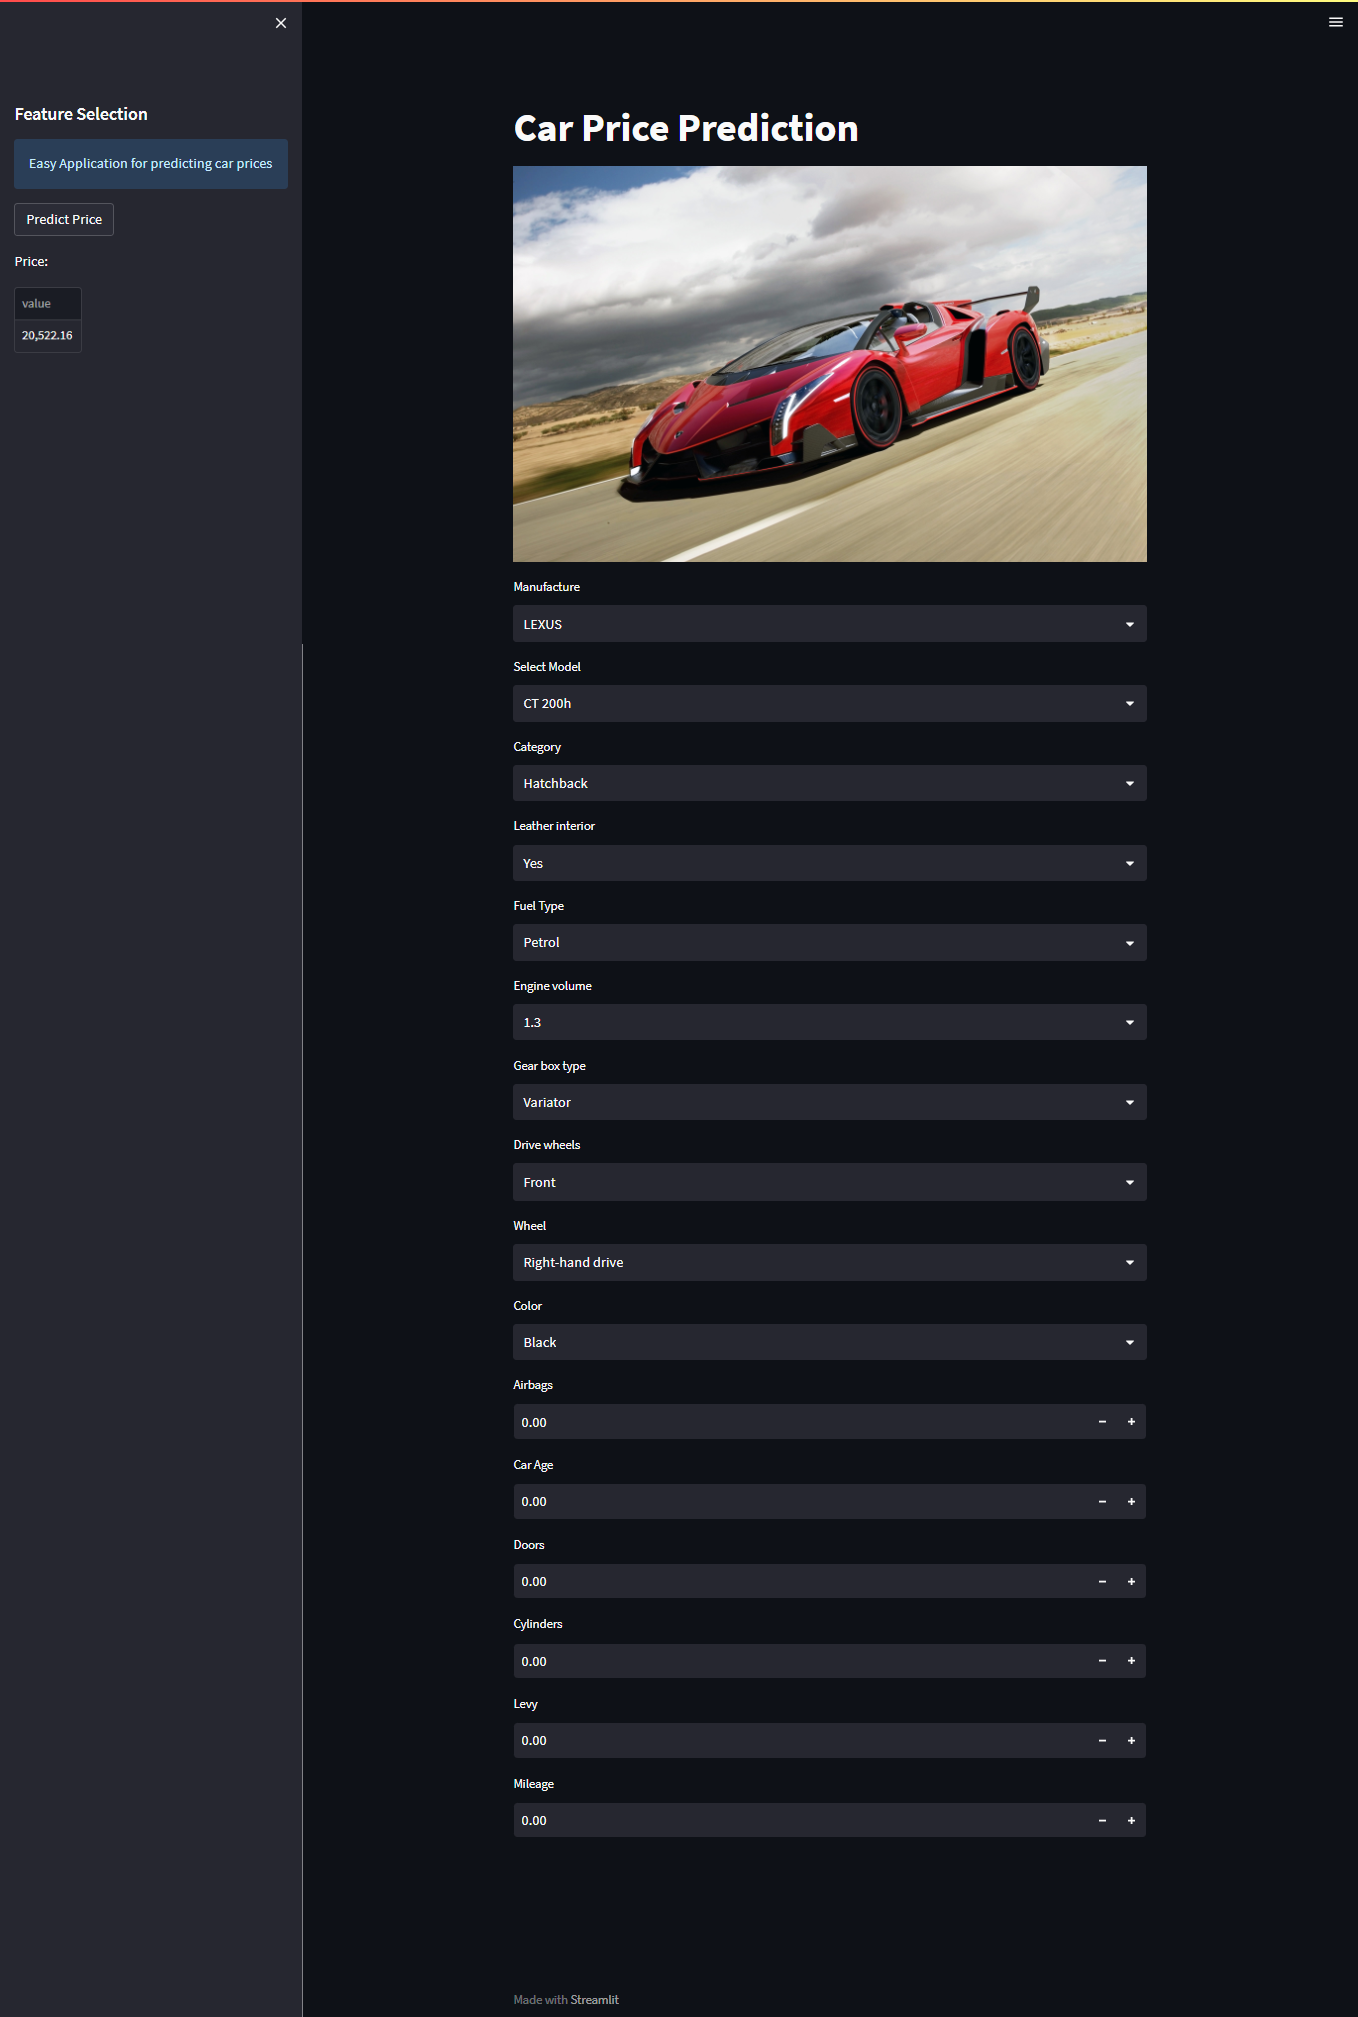 Feature Selection
Easy Application for predicting car prices
Predict Price
Price:
value
20,522.16
Car Price Prediction
Manufacture
LEXUS
Select Model
CT 200h
Category
Hatchback
Leather interior
Yes
Fuel Type
Petrol
Engine volume
1.3
Gear box type
Variator
Drive wheels
Front
Wheel
Right-hand drive
Color
Black
Airbags
0.00
Car Age
0.00
Doors
0.00
Cylinders
0.00
Levy
0.00
Mileage
0.00
Made with Streamlit